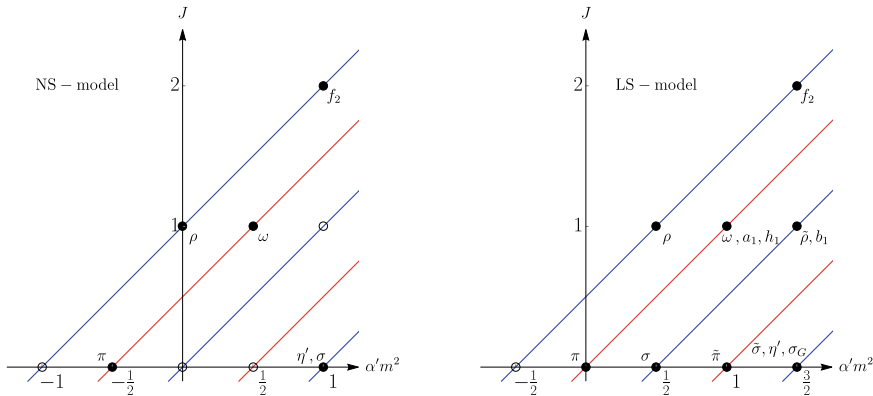 J
NS – model
2
f₂
1
ρ
ω
π
η′, σ
α′m²
−1
−1/2
1/2
1
J
LS – model
2
f₂
1
ρ
ω, a₁, h₁
ρ̃, b₁
π
σ
π̃
σ̃, η′, σ_G
α′m²
−1/2
1/2
1
3/2